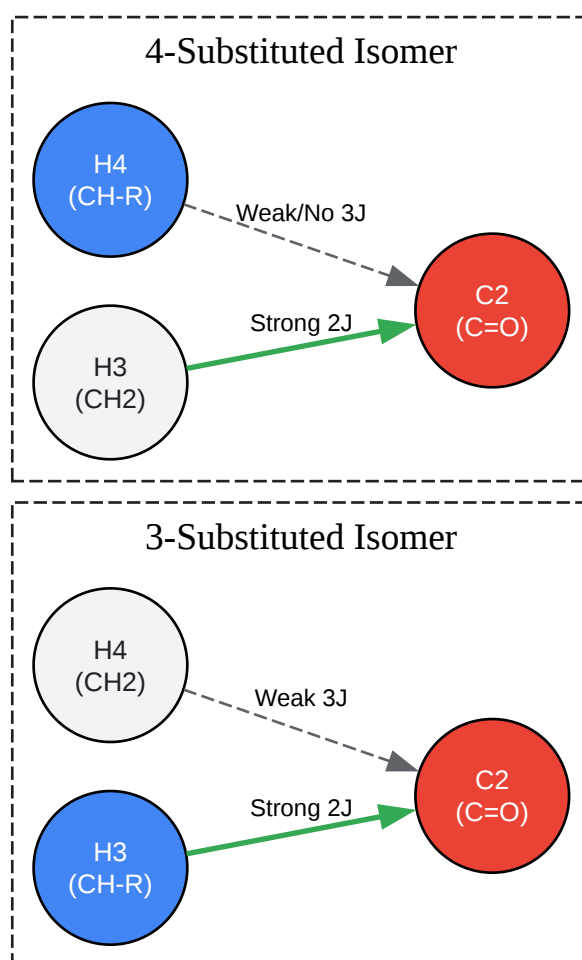 4-Substituted Isomer
H4
(CH-R)
Weak/No 3J
C2
(C=O)
Strong 2J
H3
(CH2)
3-Substituted Isomer
H4
(CH2)
Weak 3J
C2
(C=O)
Strong 2J
H3
(CH-R)